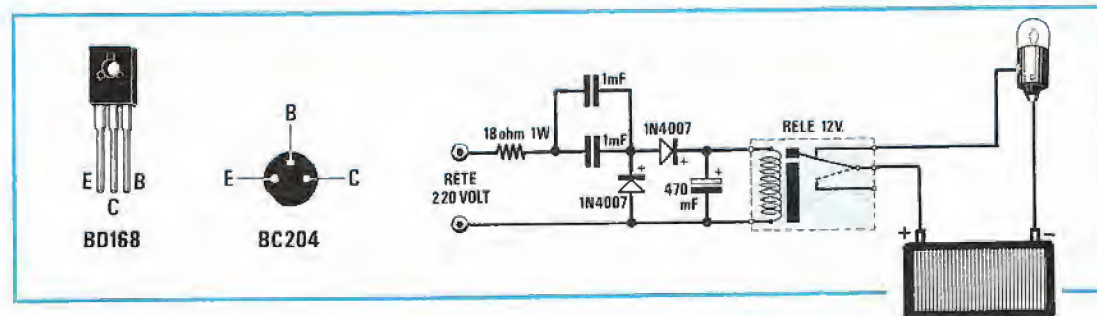 E
B
C
BD168
B
E
C
BC204
18 ohm 1W
1mF
1mF
1N4007
+
RETE
220 VOLT
+
1N4007
+
470
mF
RELE 12V.
+
-